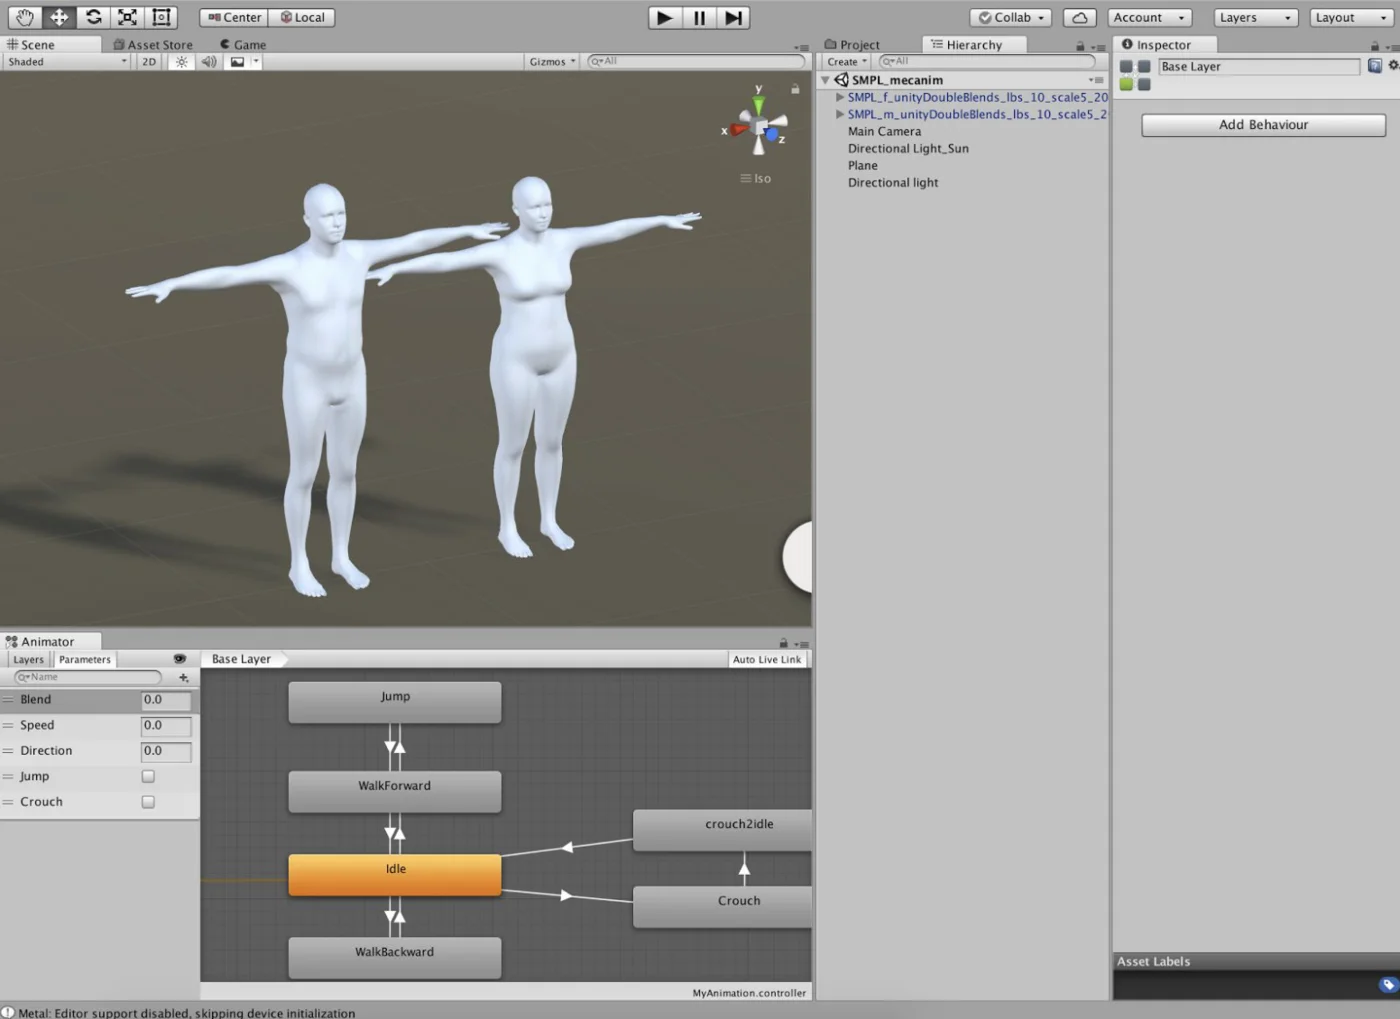 Center Local Collab Account Layers Layout
Scene Asset Store Game
Shaded 2D Gizmos All
y
x
z
Iso
Project Hierarchy
Create All
SMPL_mecanim
SMPL_f_unityDoubleBlends_lbs_10_scale5_20
SMPL_m_unityDoubleBlends_lbs_10_scale5_2
Main Camera
Directional Light_Sun
Plane
Directional light
Inspector
Base Layer
Add Behaviour
Asset Labels
Animator
Layers Parameters Base Layer Auto Live Link
Name
Blend 0.0
Speed 0.0
Direction 0.0
Jump
Crouch
Jump
WalkForward
crouch2idle
Idle
Crouch
WalkBackward
MyAnimation.controller
Metal: Editor support disabled, skipping device initialization